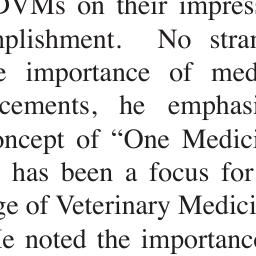 DVMs on their impress
mplishment. No stran
e importance of med
cements, he emphasi
oncept of “One Medici
has been a focus for
ge of Veterinary Medici
He noted the importance